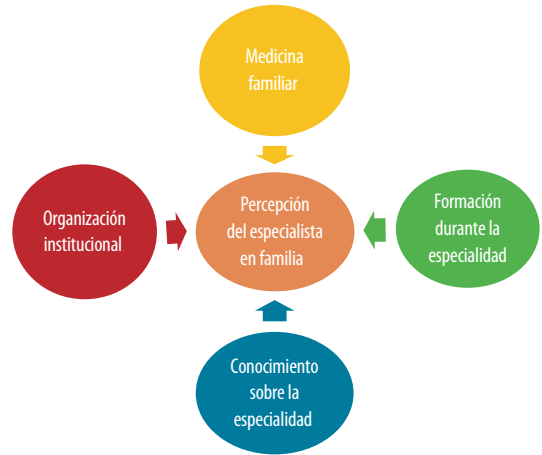 Medicina
familiar
Organización
institucional
Percepción
del especialista
en familia
Formación
durante la
especialidad
Conocimiento
sobre la
especialidad